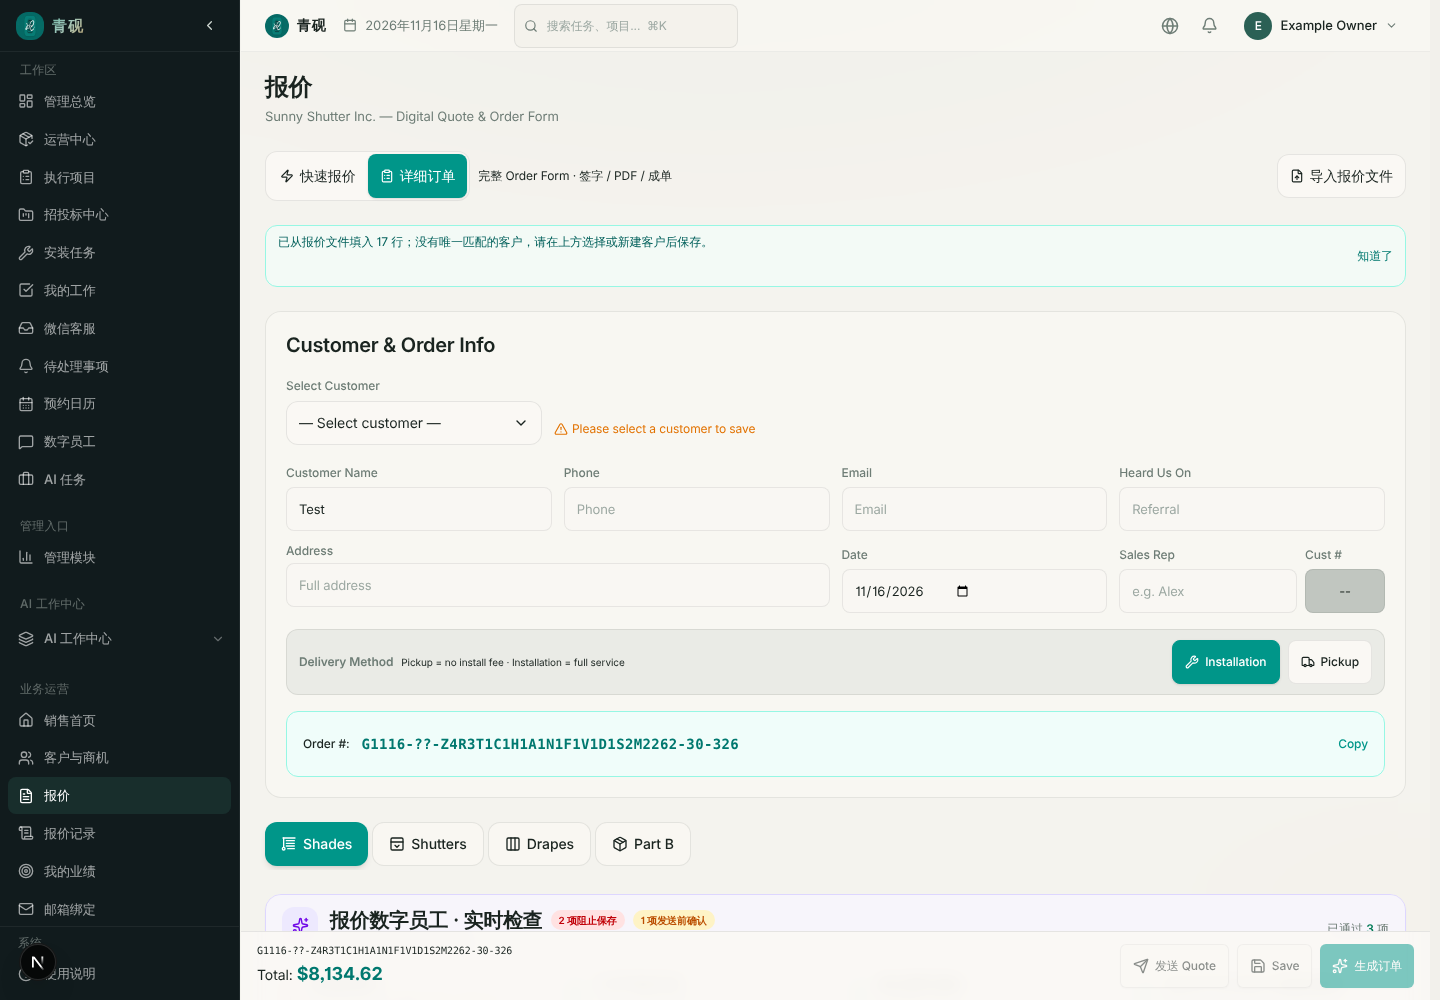 青砚
工作区
管理总览
运营中心
执行项目
招投标中心
安装任务
我的工作
微信客服
待处理事项
预约日历
数字员工
AI 任务
管理入口
管理模块
AI 工作中心
AI 工作中心
业务运营
销售首页
客户与商机
报价
报价记录
我的业绩
邮箱绑定
系统
使用说明
N
青砚
2026年11月16日星期一
搜索任务、项目... ⌘K
E
Example Owner
报价
Sunny Shutter Inc. — Digital Quote & Order Form
快速报价
详细订单
完整 Order Form · 签字 / PDF / 成单
导入报价文件
已从报价文件填入 17 行；没有唯一匹配的客户，请在上方选择或新建客户后保存。
知道了
Customer & Order Info
Select Customer
— Select customer —
Please select a customer to save
Customer Name
Phone
Email
Heard Us On
Test
Phone
Email
Referral
Address
Date
Sales Rep
Cust #
Full address
11/16/2026
e.g. Alex
--
Delivery Method
Pickup = no install fee · Installation = full service
Installation
Pickup
Order #:
G1116-??-Z4R3T1C1H1A1N1F1V1D1S2M2262-30-326
Copy
Shades
Shutters
Drapes
Part B
报价数字员工 · 实时检查
2 项阻止保存
1 项发送前确认
已通过 3 项
G1116-??-Z4R3T1C1H1A1N1F1V1D1S2M2262-30-326
Total: $8,134.62
发送 Quote
Save
生成订单